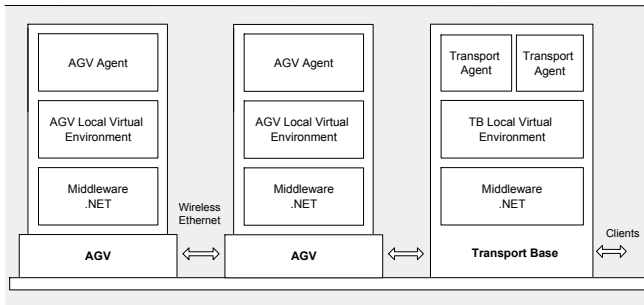 AGV Agent
AGV Local Virtual
Environment
Middleware
.NET
AGV
Wireless
Ethernet
AGV Agent
AGV Local Virtual
Environment
Middleware
.NET
AGV
Transport
Agent
Transport
Agent
TB Local Virtual
Environment
Middleware
.NET
Transport Base
Clients